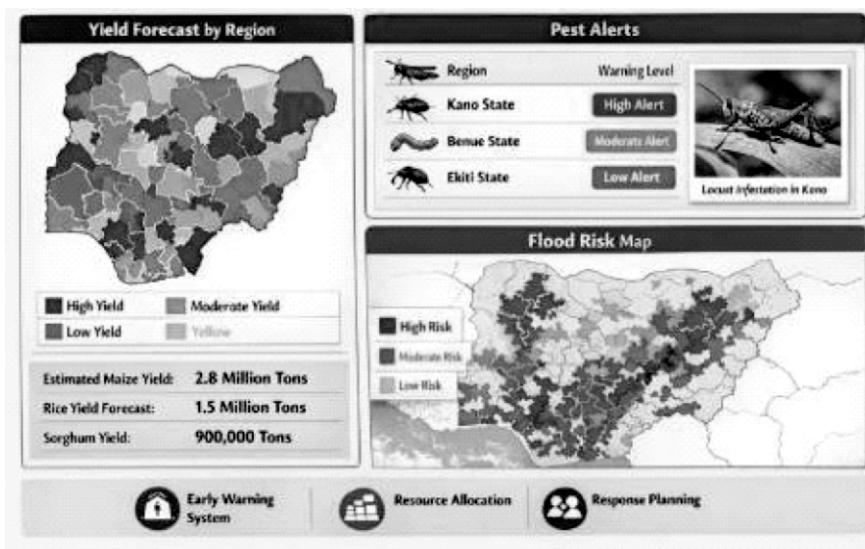 Yield Forecast by Region
High Yield
Moderate Yield
Low Yield
Yellow
Estimated Maize Yield: 2.8 Million Tons
Rice Yield Forecast: 1.5 Million Tons
Sorghum Yield: 900,000 Tons
Pest Alerts
Region Warning Level
Kano State High Alert
Benue State Moderate Alert
Ekiti State Low Alert
Locust Infestation in Kano
Flood Risk Map
High Risk
Moderate Risk
Low Risk
Early Warning
System
Resource Allocation
Response Planning